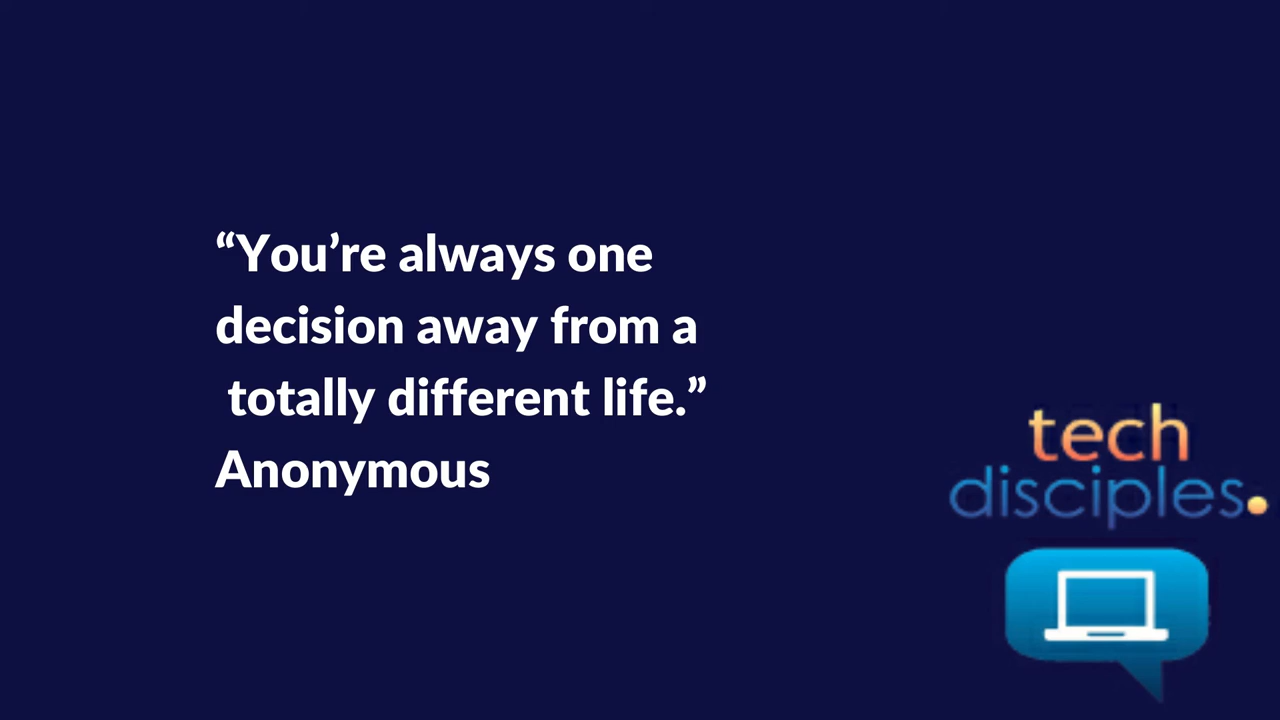 “You’re always one
decision away from a
totally different life.”
Anonymous
tech
disciples.